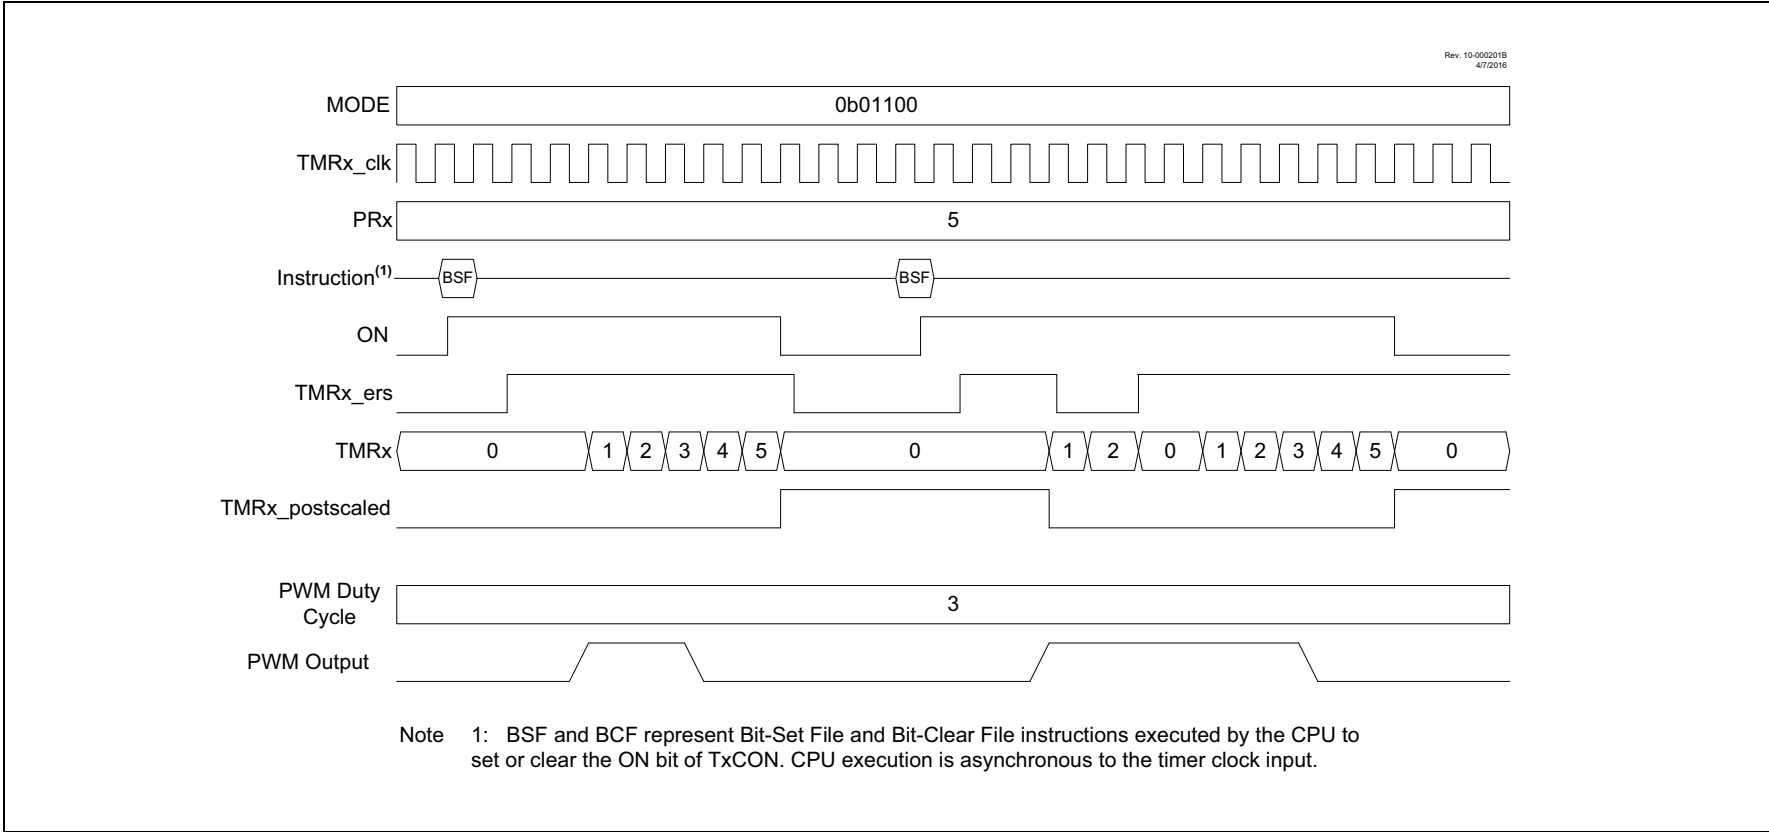 Rev. 10-000201B
4/7/2016
MODE 0b01100
TMRx_clk
PRx 5
Instruction(1) BSF BSF
ON
TMRx_ers
TMRx 0 1 2 3 4 5 0 1 2 0 1 2 3 4 5 0
TMRx_postscaled
PWM Duty
Cycle 3
PWM Output
Note 1: BSF and BCF represent Bit-Set File and Bit-Clear File instructions executed by the CPU to
set or clear the ON bit of TxCON. CPU execution is asynchronous to the timer clock input.